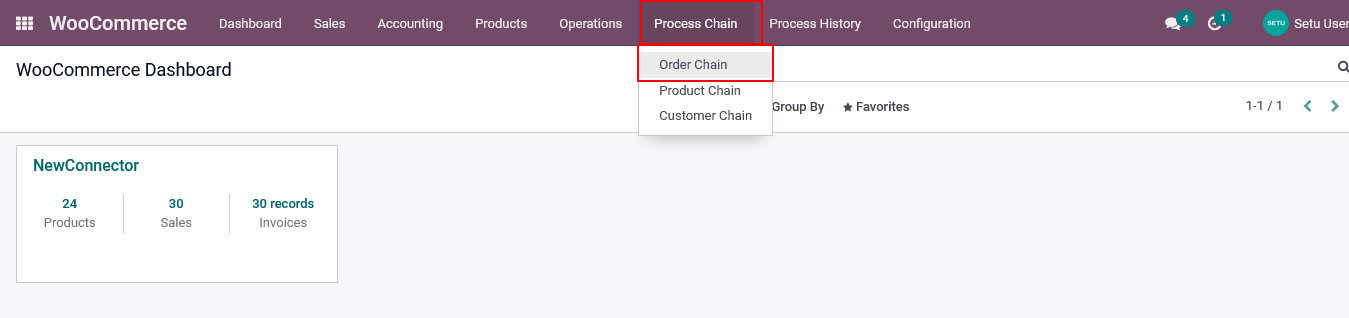 WooCommerce Dashboard Sales Accounting Products Operations Process Chain Process History Configuration 4 1 SETU Setu User
WooCommerce Dashboard
Order Chain
Product Chain
Customer Chain
Group By Favorites 1-1 / 1
NewConnector
24 30 30 records
Products Sales Invoices